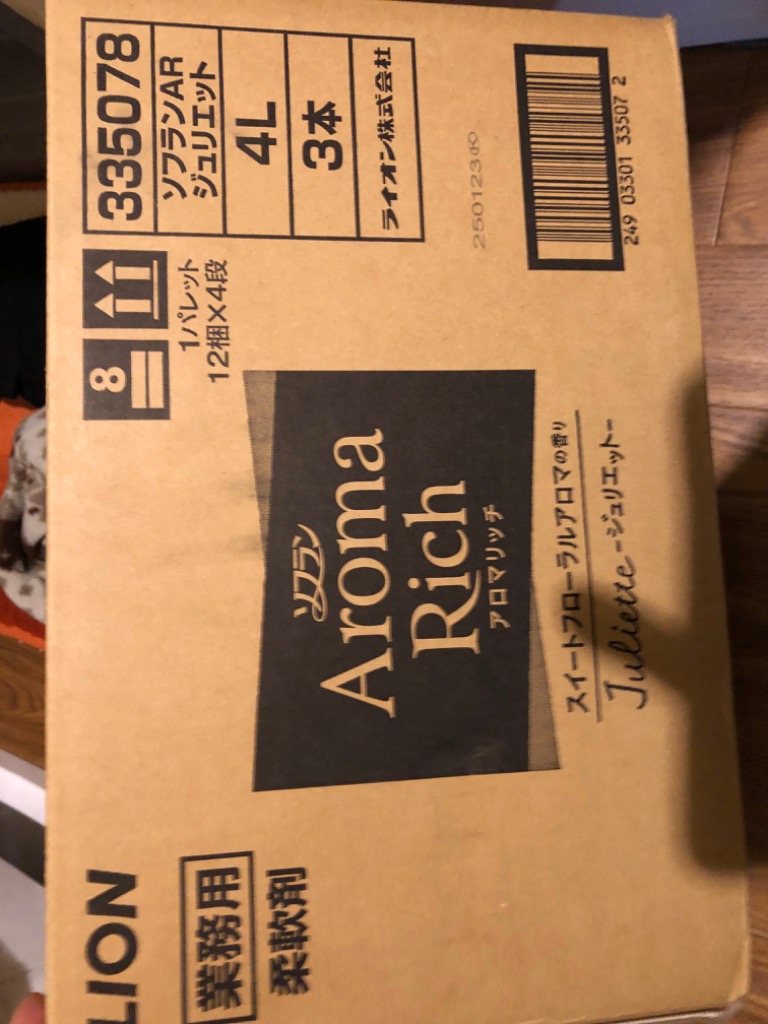 LION
業務用
柔軟剤
ソフラン
Aroma
Rich
アロマリッチ
スイートフローラルアロマの香り
Juliette -ジュリエット-
8
1パレット
12梱×4段
335078
ソフランAR
ジュリエット
4L
3本
ライオン株式会社
250123
249 03301 33507 2